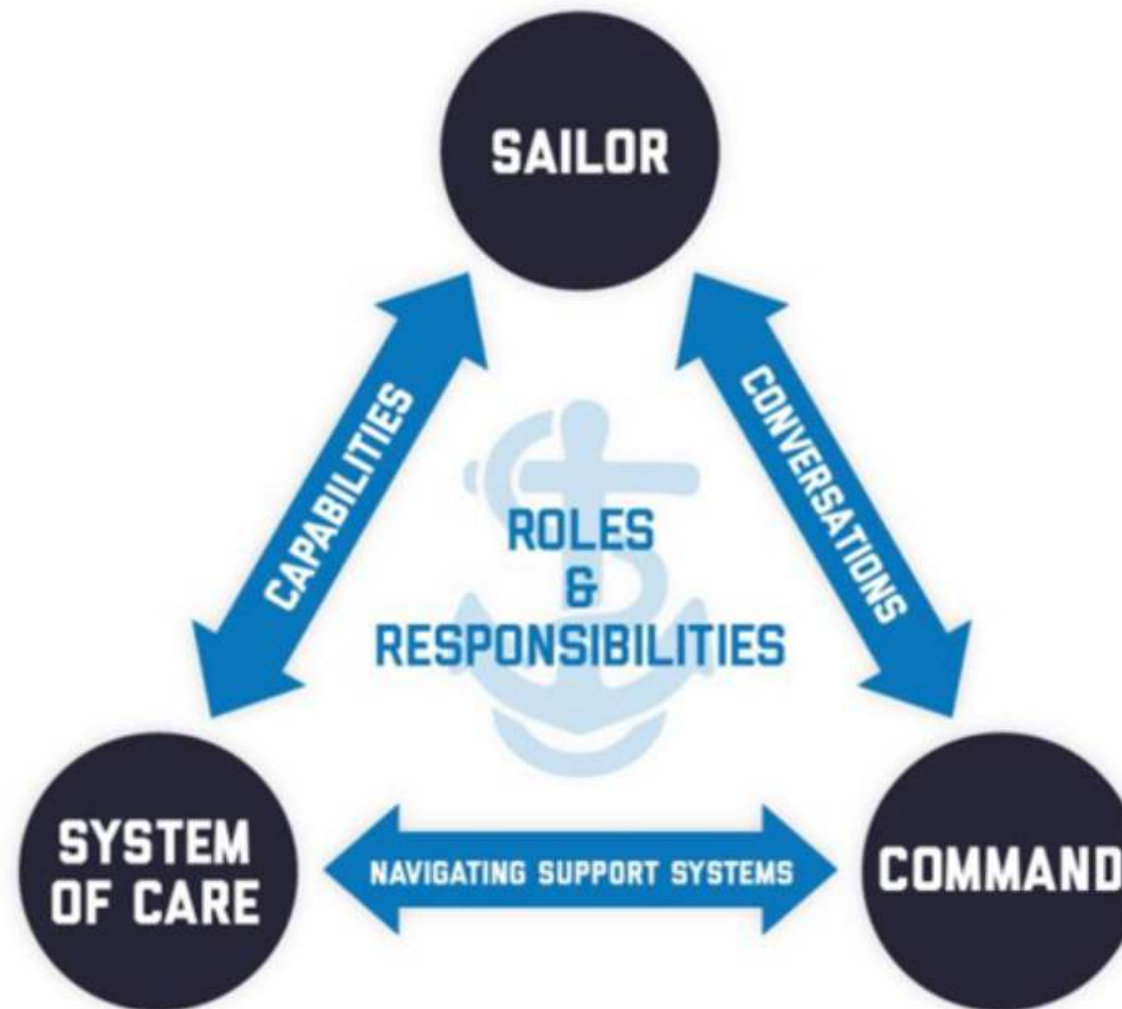 SAILOR
CAPABILITIES
CONVERSATIONS
ROLES
&
RESPONSIBILITIES
SYSTEM
OF CARE
NAVIGATING SUPPORT SYSTEMS
COMMAND